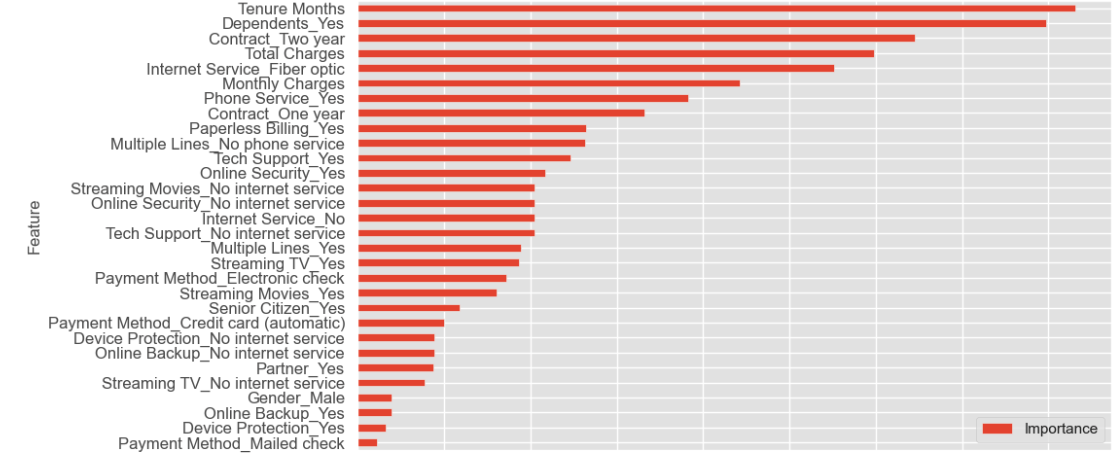 Tenure Months
Dependents_Yes
Contract_Two year
Total Charges
Internet Service_Fiber optic
Monthly Charges
Phone Service_Yes
Contract_One year
Paperless Billing_Yes
Multiple Lines_No phone service
Tech Support_Yes
Online Security_Yes
Streaming Movies_No internet service
Online Security_No internet service
Internet Service_No
Tech Support_No internet service
Multiple Lines_Yes
Streaming TV_Yes
Payment Method_Electronic check
Streaming Movies_Yes
Senior Citizen_Yes
Payment Method_Credit card (automatic)
Device Protection_No internet service
Online Backup_No internet service
Partner_Yes
Streaming TV_No internet service
Gender_Male
Online Backup_Yes
Device Protection_Yes
Payment Method_Mailed check
Feature
Importance